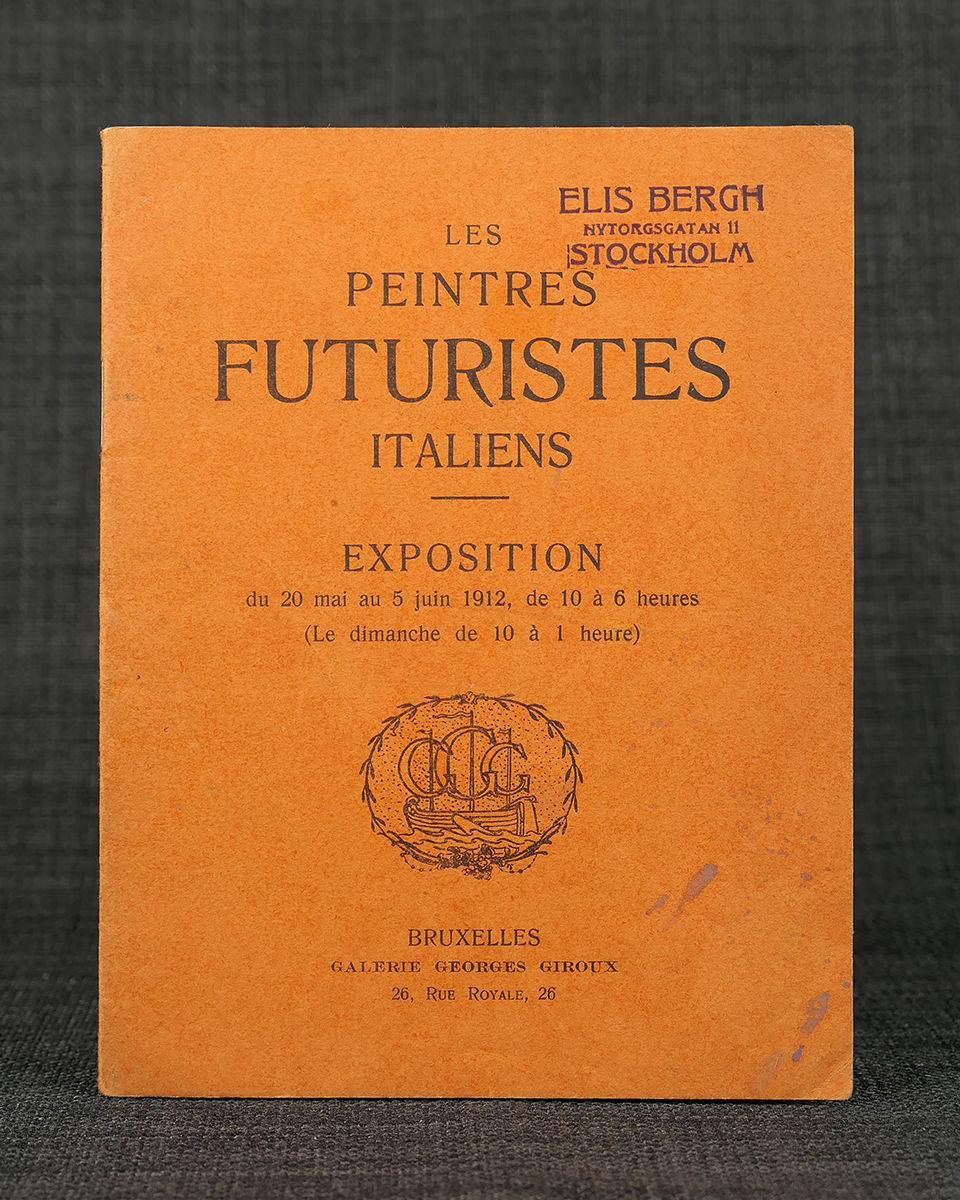 ELIS BERGH
NYTORGSGATAN 11
STOCKHOLM
LES
PEINTRES
FUTURISTES
ITALIENS
EXPOSITION
du 20 mai au 5 juin 1912, de 10 à 6 heures
(Le dimanche de 10 à 1 heure)
GGG
BRUXELLES
GALERIE GEORGES GIROUX
26, RUE ROYALE, 26